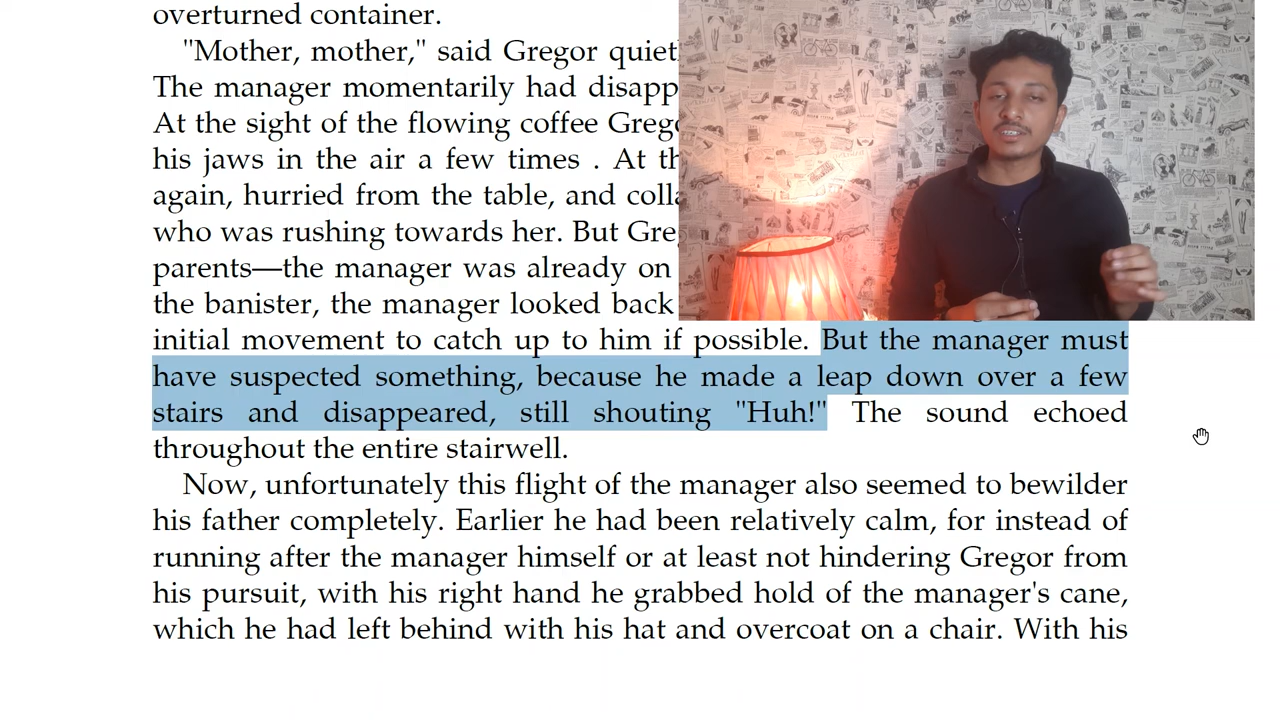 overturned container.
"Mother, mother," said Gregor
The manager momentarily had
At the sight of the flowing coffee
his jaws in the air a few times . At
again, hurried from the table, and
who was rushing towards her. But
parents—the manager was already on
the banister, the manager looked back
initial movement to catch up to him if possible. But the manager must
have suspected something, because he made a leap down over a few
stairs and disappeared, still shouting "Huh!" The sound echoed
throughout the entire stairwell.
Now, unfortunately this flight of the manager also seemed to bewilder
his father completely. Earlier he had been relatively calm, for instead of
running after the manager himself or at least not hindering Gregor from
his pursuit, with his right hand he grabbed hold of the manager's cane,
which he had left behind with his hat and overcoat on a chair. With his